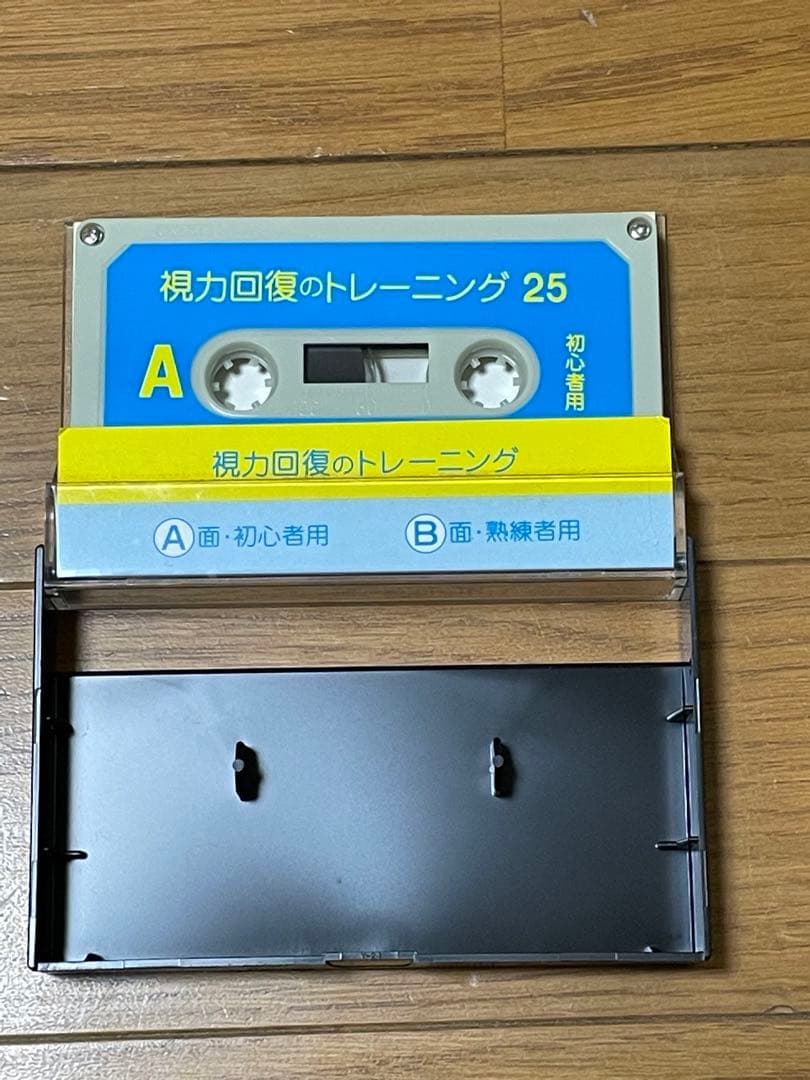 視力回復のトレーニング 25
A
初心者用
視力回復のトレーニング
Ⓐ面・初心者用 Ⓑ面・熟練者用